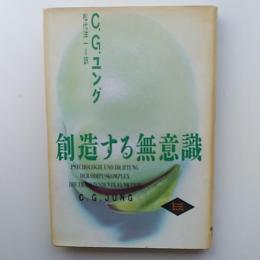 C.G.ユング
松代洋一=訳
創造する無意識
PSYCHOLOGIE UND DICHTUNG
DER ÖDIPUSKOMPLEX
DIE TRANSZENDENTE FUNKTION
C.G.JUNG